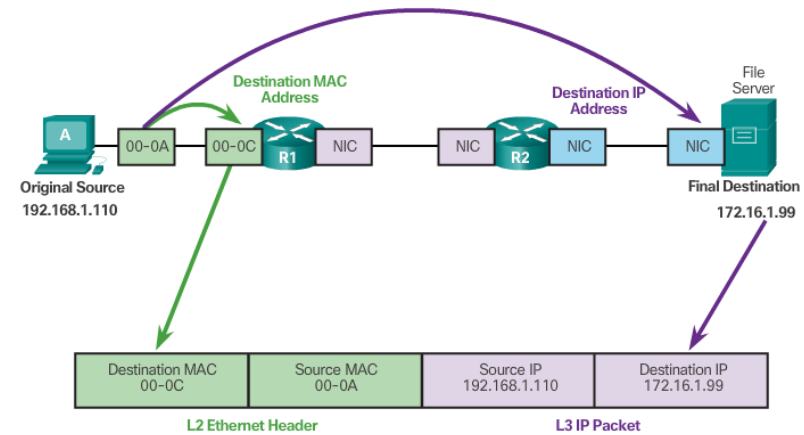 Destination MAC
Address
Destination IP
Address
File
Server
A
00-0A
00-0C
R1
NIC
NIC
R2
NIC
NIC
Original Source
192.168.1.110
Final Destination
172.16.1.99
Destination MAC
00-0C
Source MAC
00-0A
Source IP
192.168.1.110
Destination IP
172.16.1.99
L2 Ethernet Header
L3 IP Packet